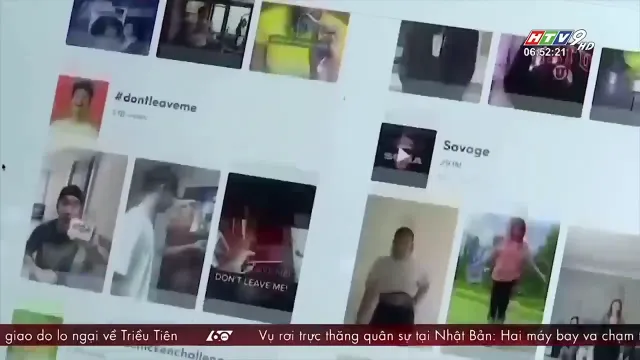 HTV9 HD
06:52:21
#dontleaveme
Savage
DON'T LEAVE ME!
giao do lo ngại về Triều Tiên
60
Vụ rơi trực thăng quân sự tại Nhật Bản: Hai máy bay va chạm